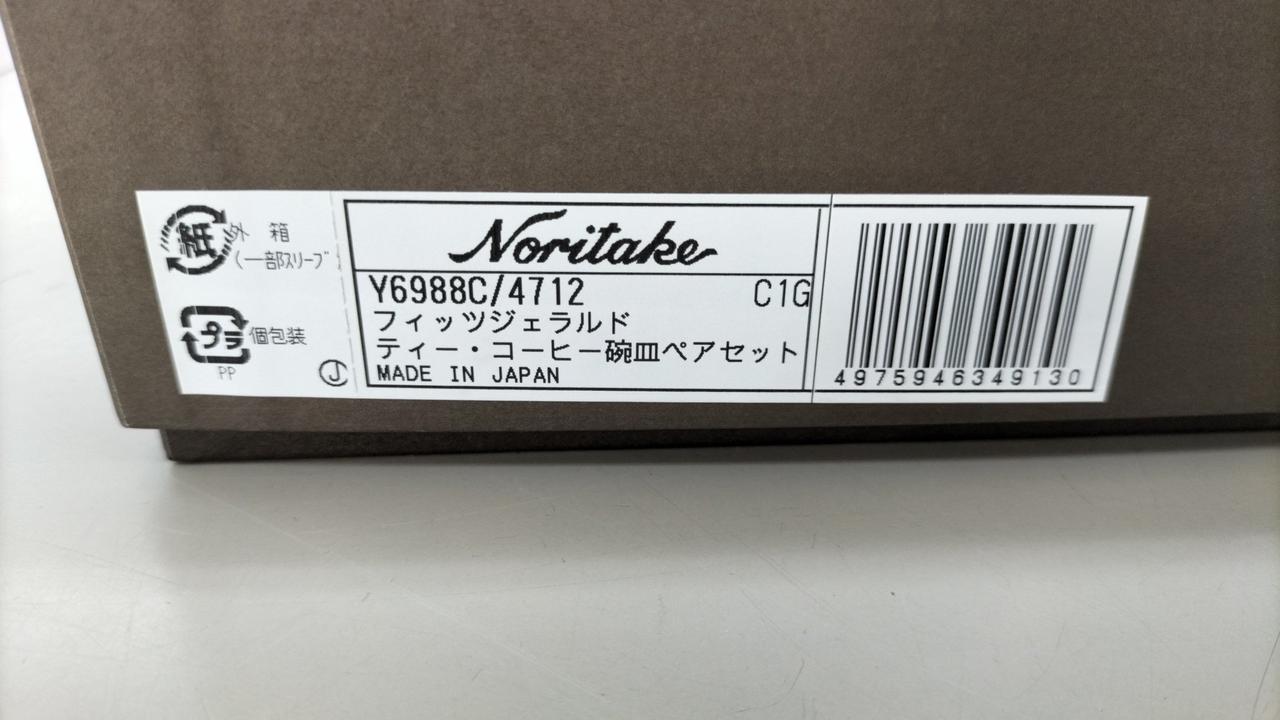 紙 外 箱
(一部スリーブ
プラ 個包装
PP
J
Noritake
Y6988C/4712 C1G
フィッツジェラルド
ティー・コーヒー碗皿ペアセット
MADE IN JAPAN
4975946349130